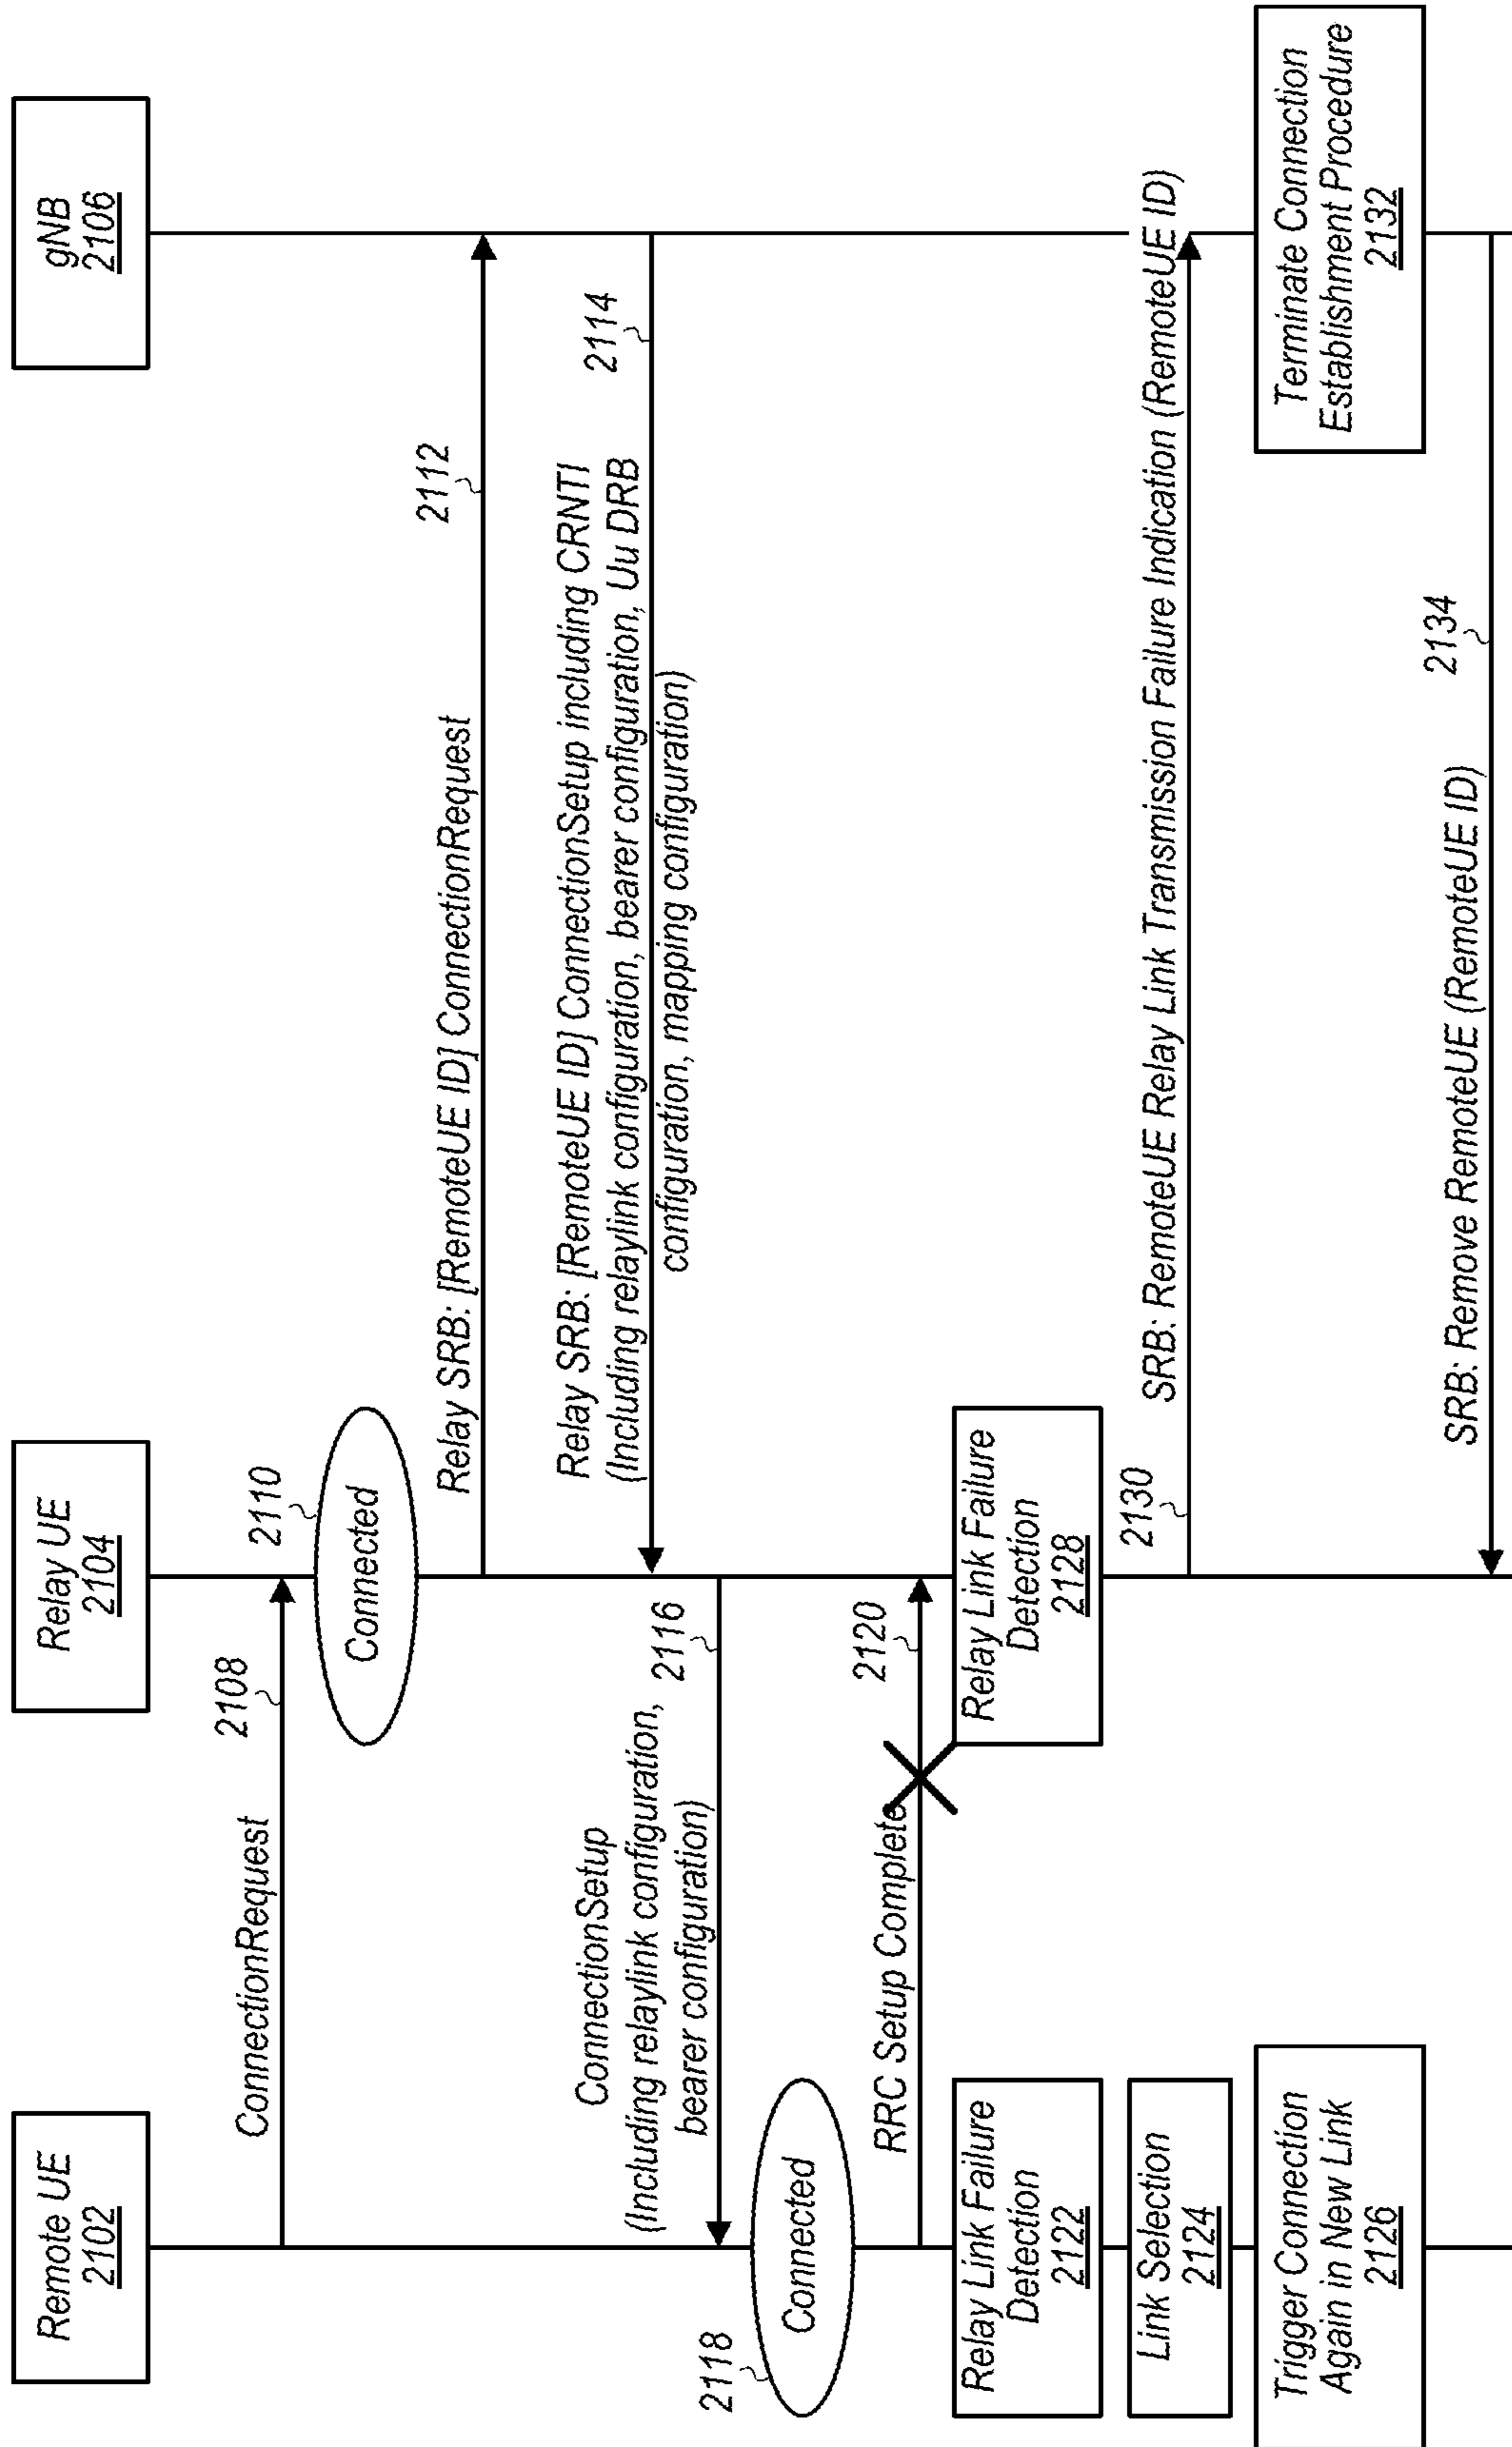 Remote UE
2102
Relay UE
2104
gNB
2106
ConnectionRequest
2108
2110
Connected
Relay SRB: [RemoteUE ID] ConnectionRequest
2112
Relay SRB: [RemoteUE ID] ConnectionSetup including CRNTI
(Including relaylink configuration, bearer configuration, Uu DRB
configuration, mapping configuration)
2114
ConnectionSetup
(Including relaylink configuration,
bearer configuration)
2116
2118
Connected
RRC Setup Complete
2120
Relay Link Failure
Detection
2122
Relay Link Failure
Detection
2128
Link Selection
2124
2130
SRB: RemoteUE Relay Link Transmission Failure Indication (RemoteUE ID)
Trigger Connection
Again in New Link
2126
Terminate Connection
Establishment Procedure
2132
SRB: Remove RemoteUE (RemoteUE ID)
2134